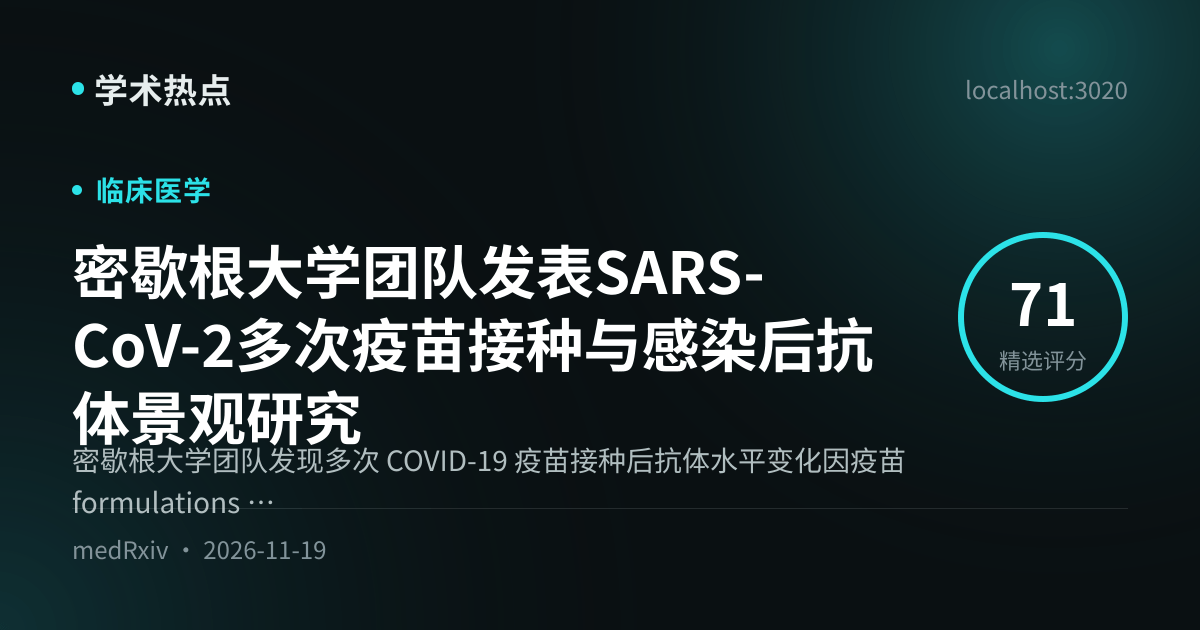 学术热点
localhost:3020
临床医学
密歇根大学团队发表SARS-
CoV-2多次疫苗接种与感染后抗
体景观研究
71
精选评分
密歇根大学团队发现多次 COVID-19 疫苗接种后抗体水平变化因疫苗
formulations …
medRxiv • 2026-11-19